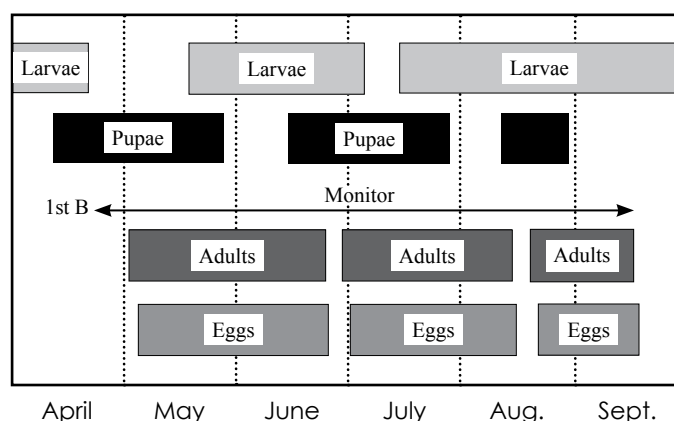 Larvae Larvae Larvae
Pupae Pupae
Monitor
1st B
Adults Adults Adults
Eggs Eggs Eggs
April May June July Aug. Sept.